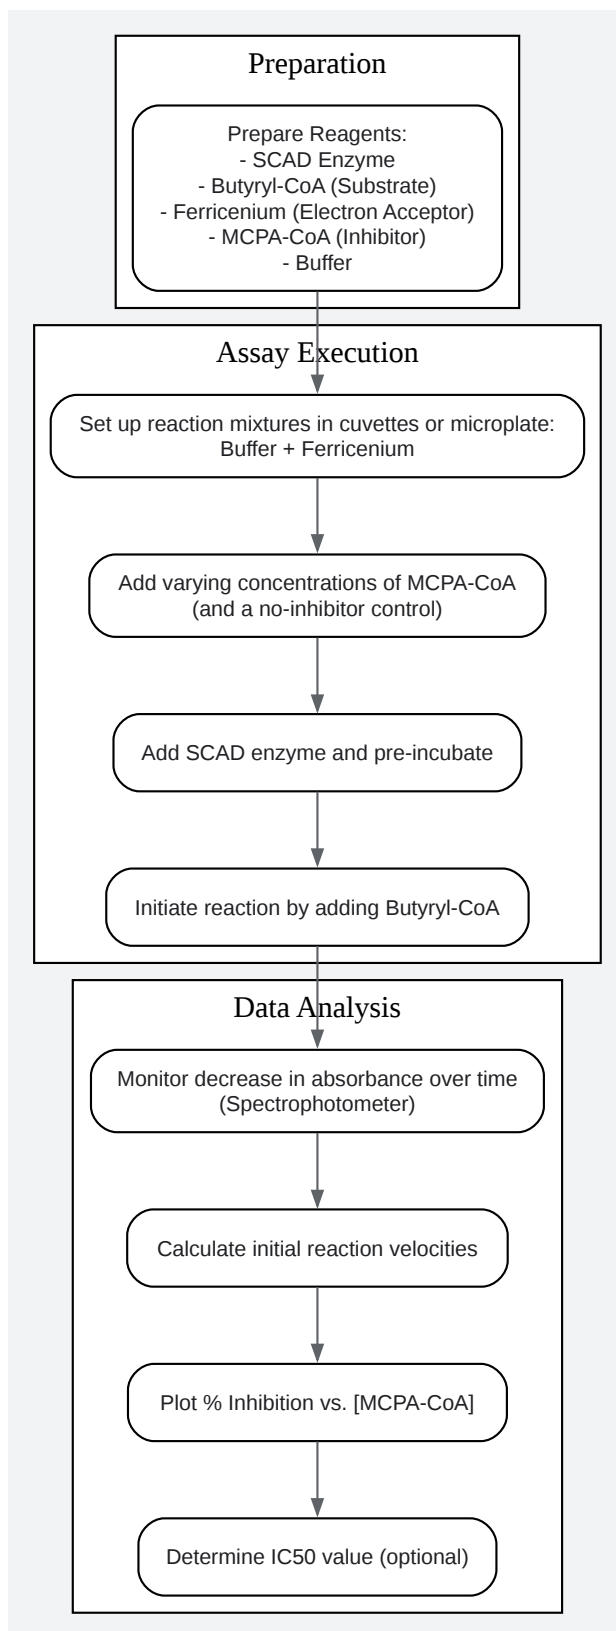 Preparation
Prepare Reagents:
- SCAD Enzyme
- Butyryl-CoA (Substrate)
- Ferricenium (Electron Acceptor)
- MCPA-CoA (Inhibitor)
- Buffer
Assay Execution
Set up reaction mixtures in cuvettes or microplate:
Buffer + Ferricenium
Add varying concentrations of MCPA-CoA
(and a no-inhibitor control)
Add SCAD enzyme and pre-incubate
Initiate reaction by adding Butyryl-CoA
Data Analysis
Monitor decrease in absorbance over time
(Spectrophotometer)
Calculate initial reaction velocities
Plot % Inhibition vs. [MCPA-CoA]
Determine IC50 value (optional)